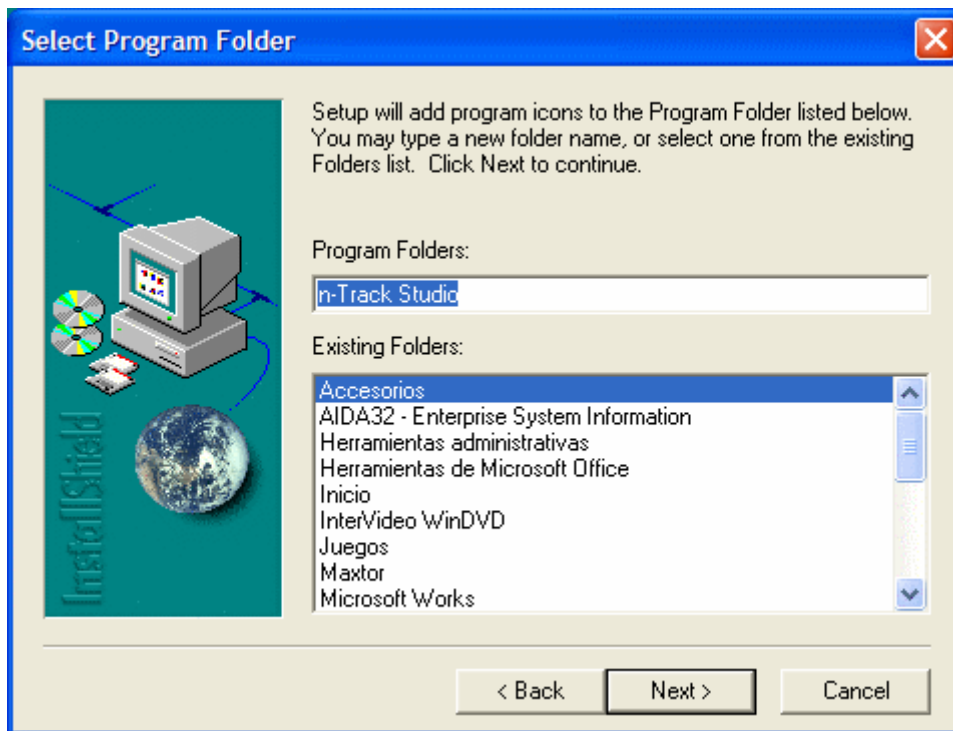 Select Program Folder
Setup will add program icons to the Program Folder listed below.
You may type a new folder name, or select one from the existing
Folders list.  Click Next to continue.
Program Folders:
n-Track Studio
Existing Folders:
Accesorios
AIDA32 - Enterprise System Information
Herramientas administrativas
Herramientas de Microsoft Office
Inicio
InterVideo WinDVD
Juegos
Maxtor
Microsoft Works
InstallShield
< Back
Next >
Cancel